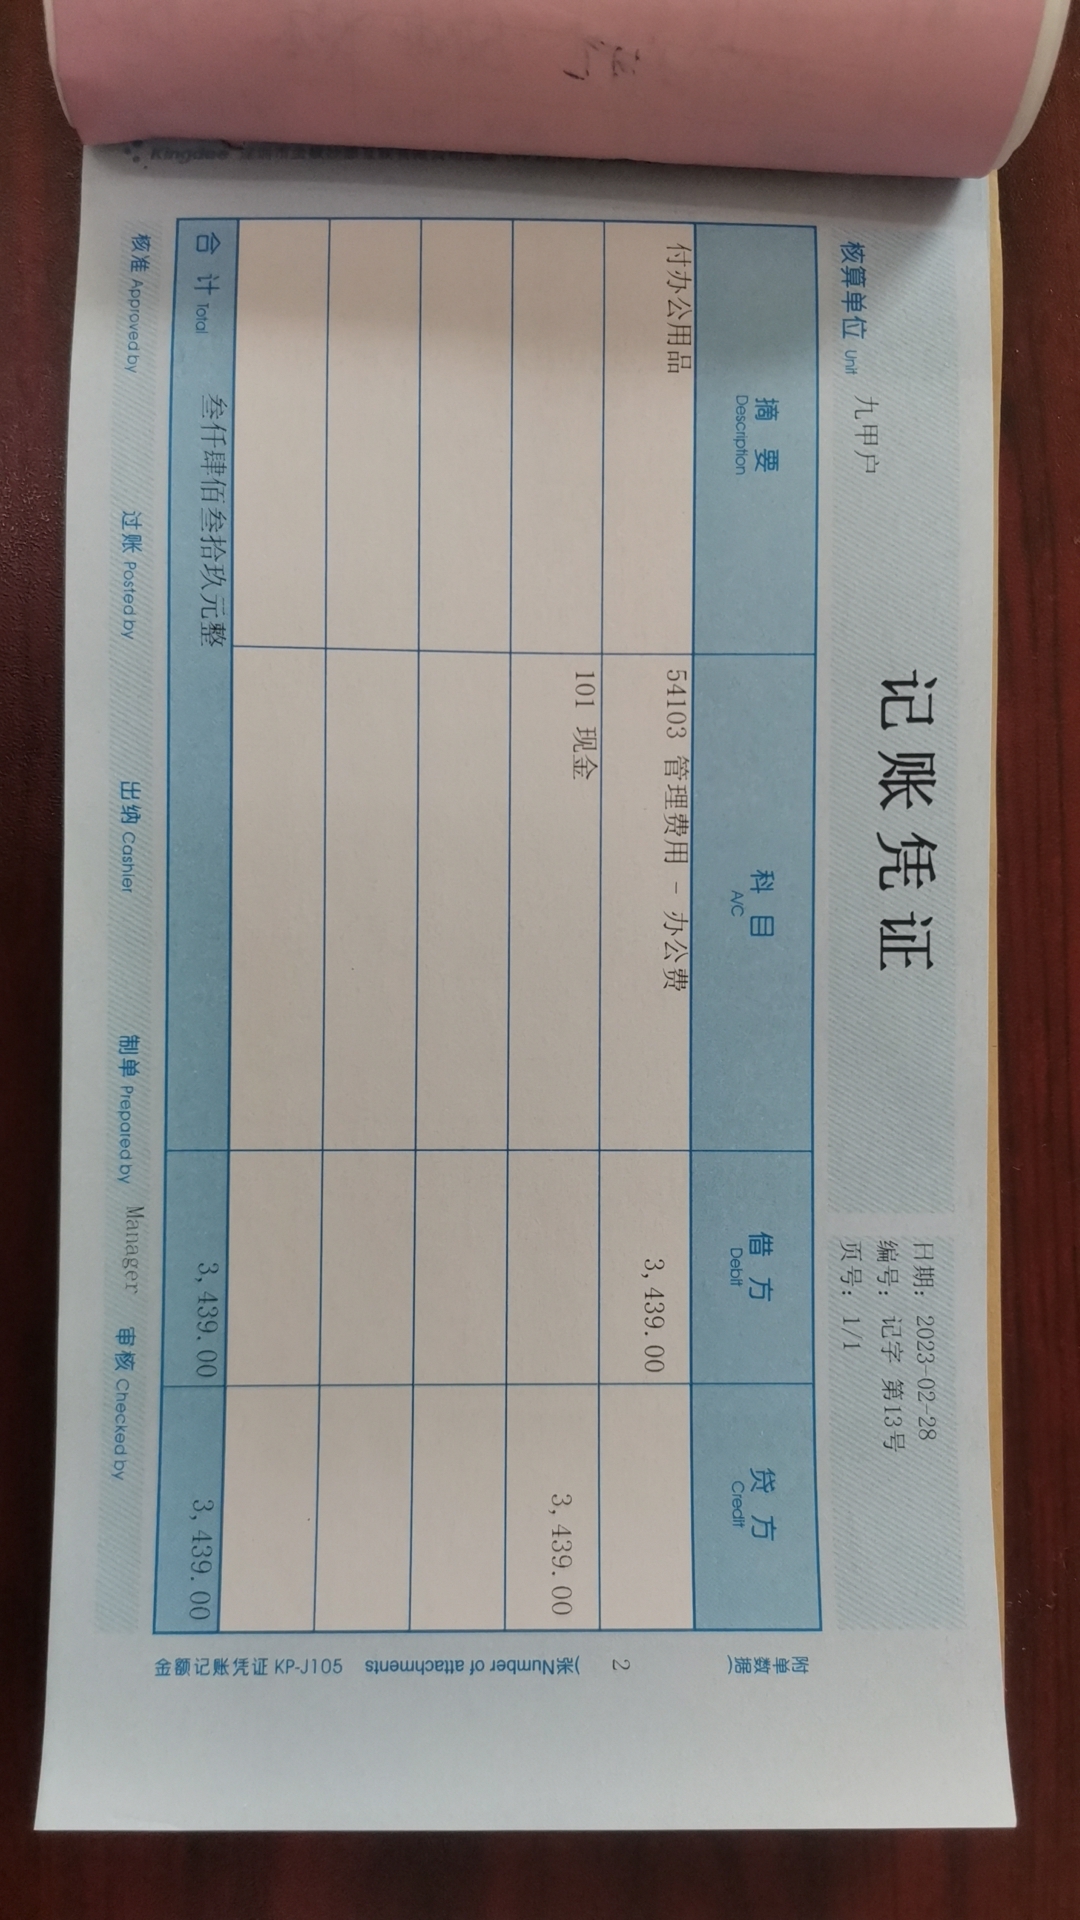 Kingdee
记账凭证
日期： 2023-02-28
编号： 记字 第13号
核算单位 Unit 九甲户
页号： 1/1
摘 要 科 目 借 方 贷 方
Description A/C Debit Credit
付办公用品 54103 管理费用 - 办公费 3,439.00
101 现金 3,439.00
合 计 Total 叁仟肆佰叁拾玖元整 3,439.00 3,439.00
核准 Approved by 过账 Posted by 出纳 Cashier 制单 Prepared by Manager 审核 Checked by
附单数据( 2 张)Number of attachments
金额记账凭证 KP-J105